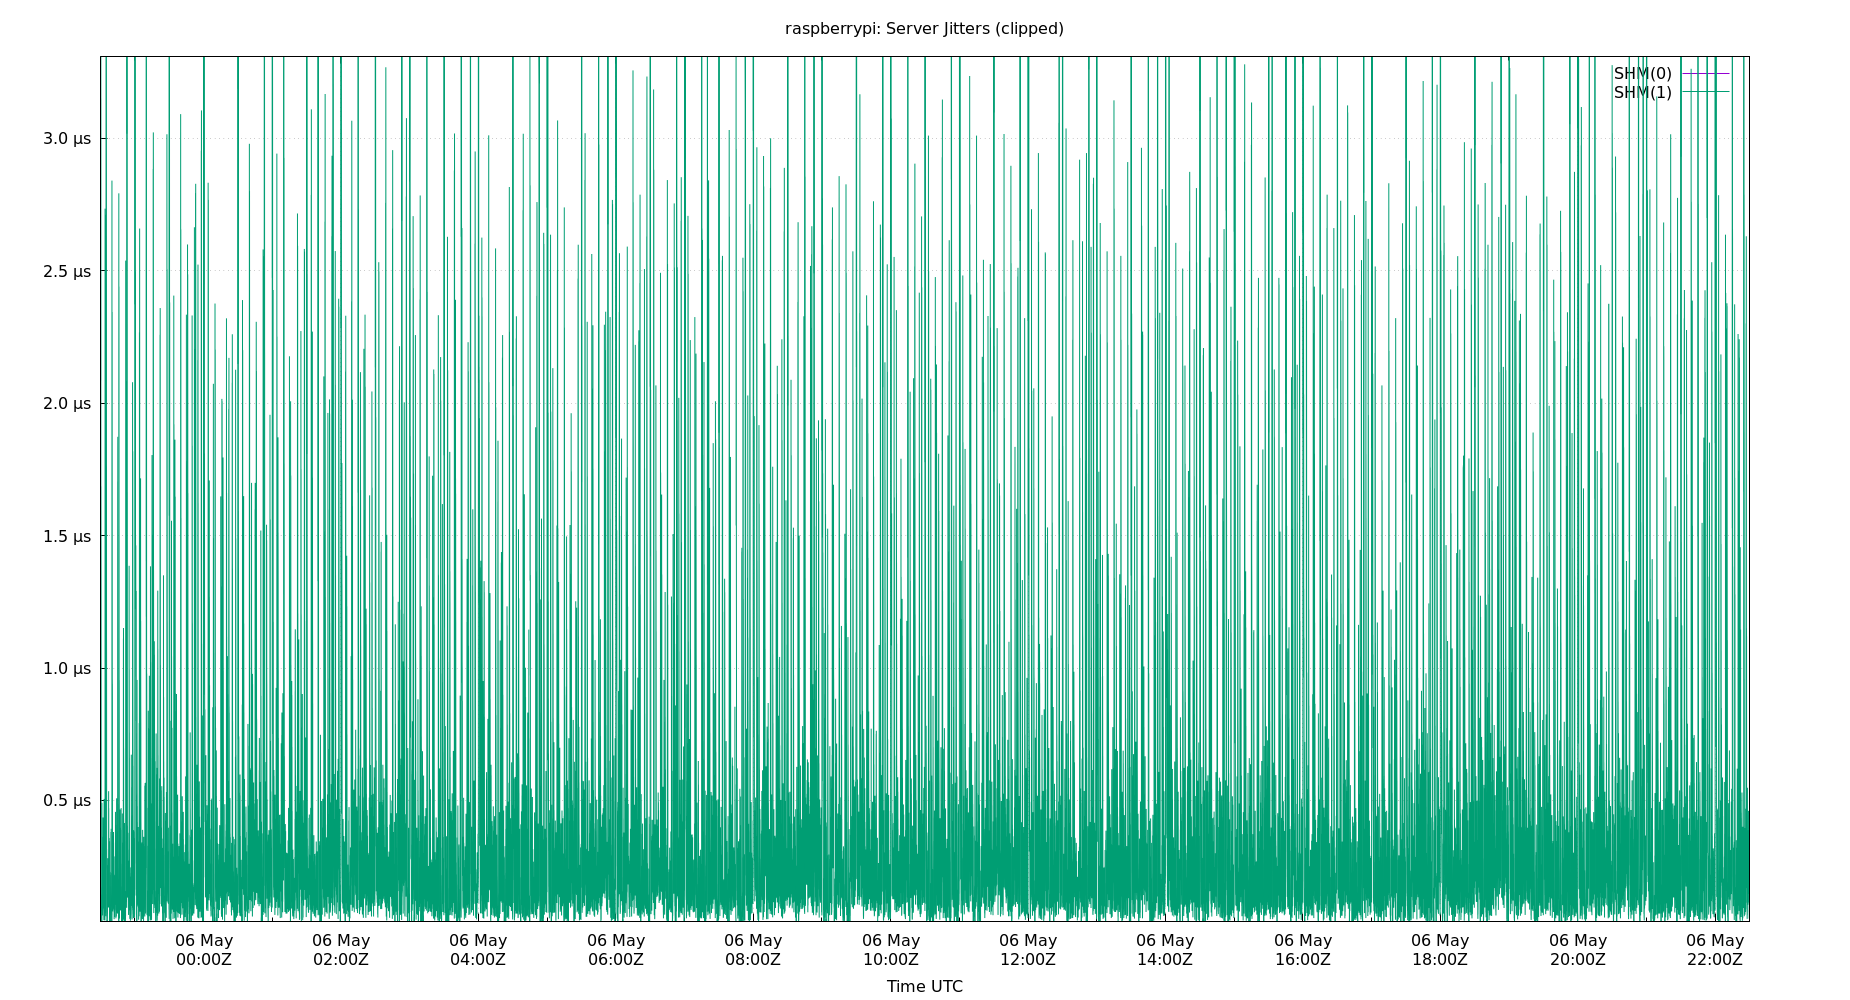 raspberrypi: Server Jitters (clipped)
SHM(0)
SHM(1)
3.0 μs
2.5 μs
2.0 μs
1.5 μs
1.0 μs
0.5 μs
06 May 06 May 06 May 06 May 06 May 06 May 06 May 06 May 06 May 06 May 06 May 06 May
00:00Z 02:00Z 04:00Z 06:00Z 08:00Z 10:00Z 12:00Z 14:00Z 16:00Z 18:00Z 20:00Z 22:00Z
Time UTC